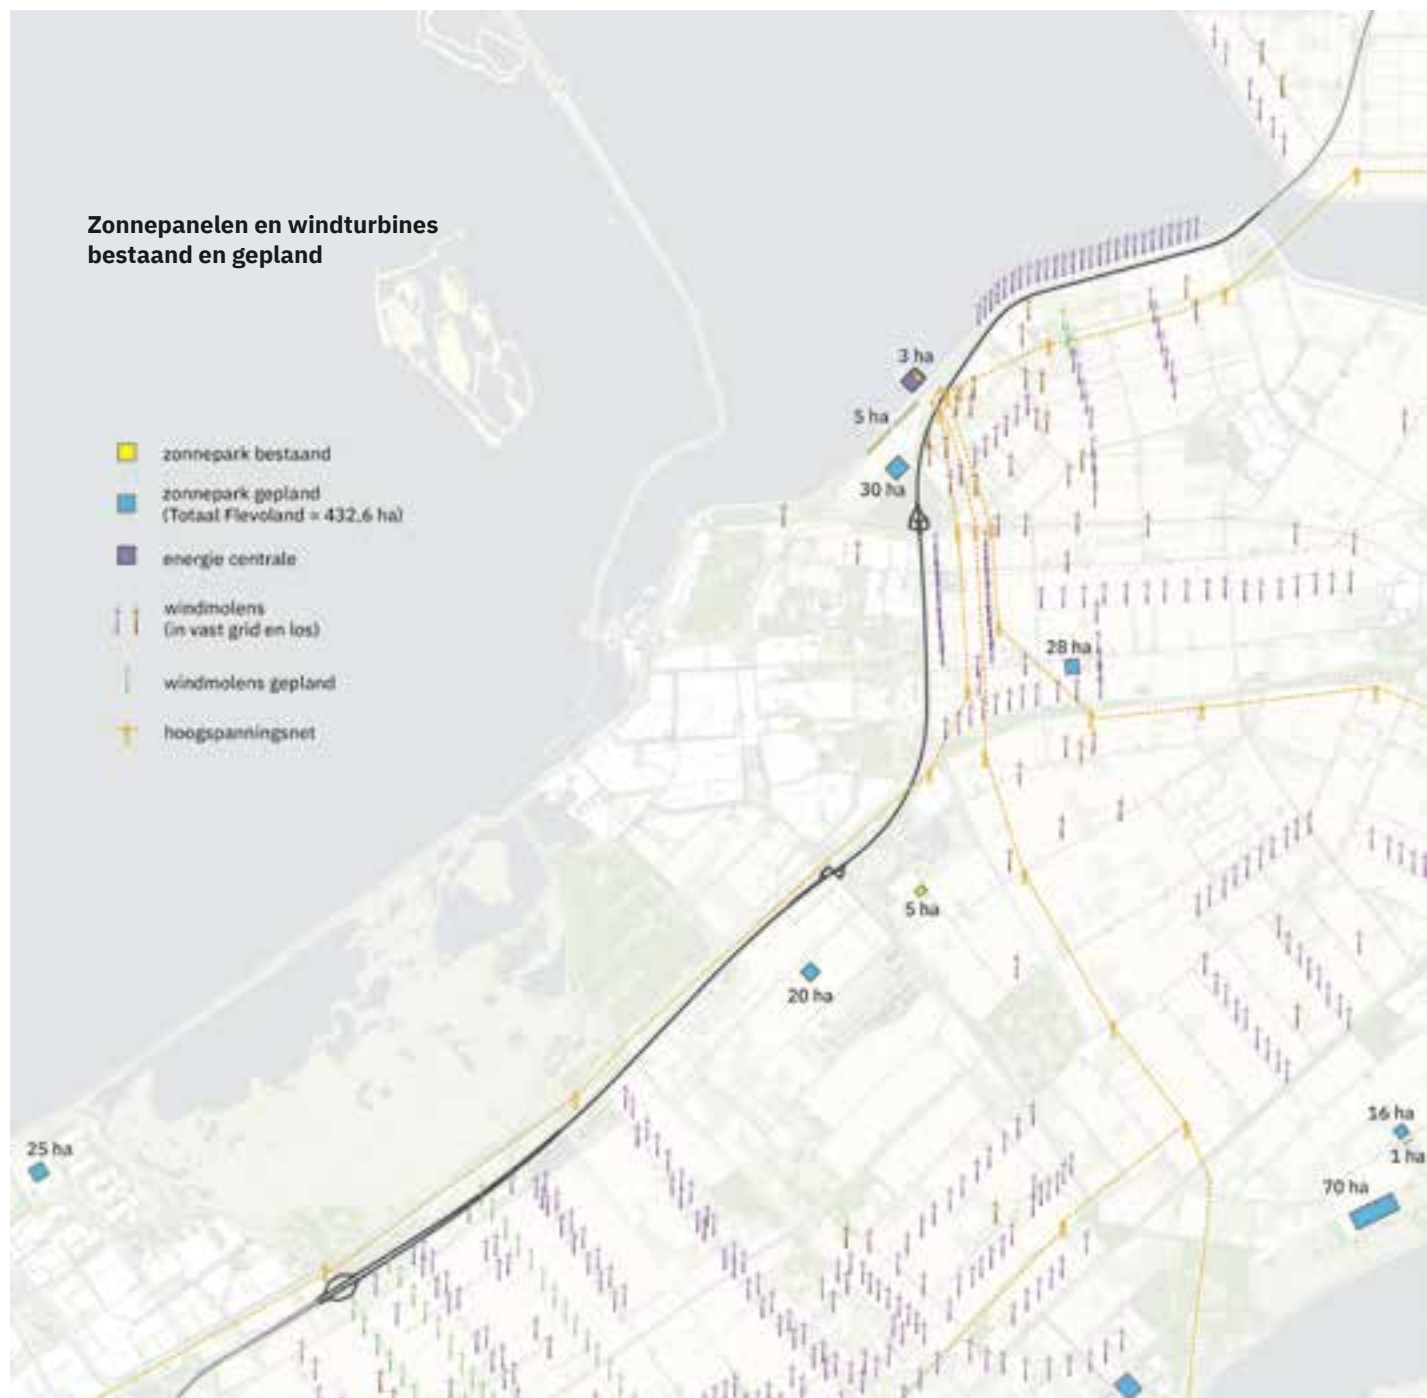 Zonnepanelen en windturbines
bestaand en gepland
zonnepark bestaand
zonnepark gepland
(Totaal Flevoland = 432,6 ha)
energie centrale
windmolens
(in vast grid en los)
windmolens gepland
hoogspanningsnet
3 ha
5 ha
30 ha
28 ha
5 ha
20 ha
25 ha
16 ha
1 ha
70 ha